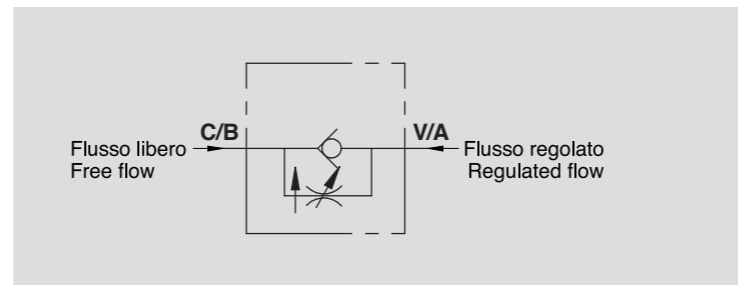 C/B
V/A
Flusso libero
Free flow
Flusso regolato
Regulated flow